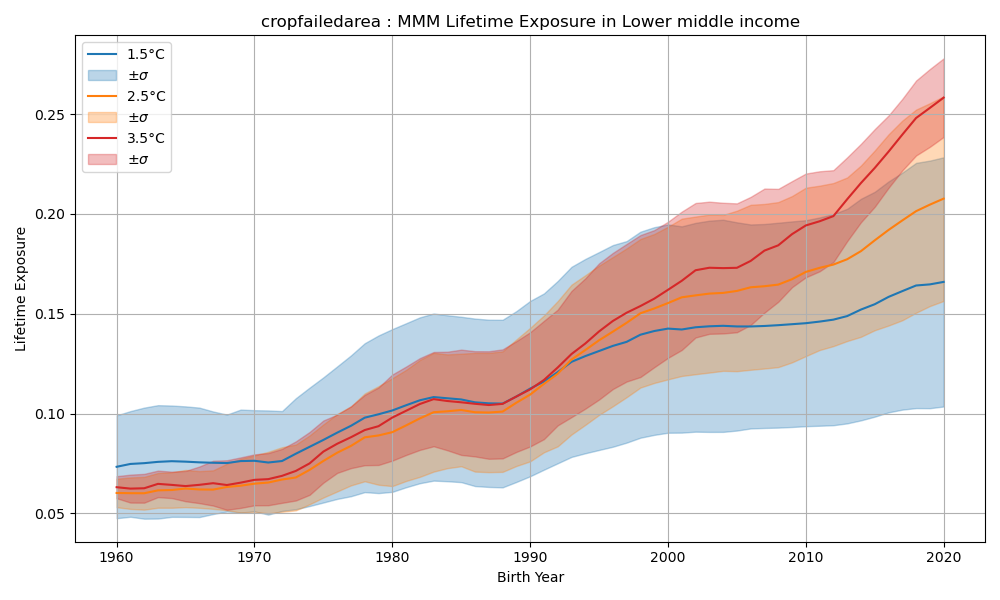 cropfailedarea : MMM Lifetime Exposure in Lower middle income
1.5°C
±σ
2.5°C
±σ
3.5°C
±σ
Lifetime Exposure
0.25
0.20
0.15
0.10
0.05
1960 1970 1980 1990 2000 2010 2020
Birth Year